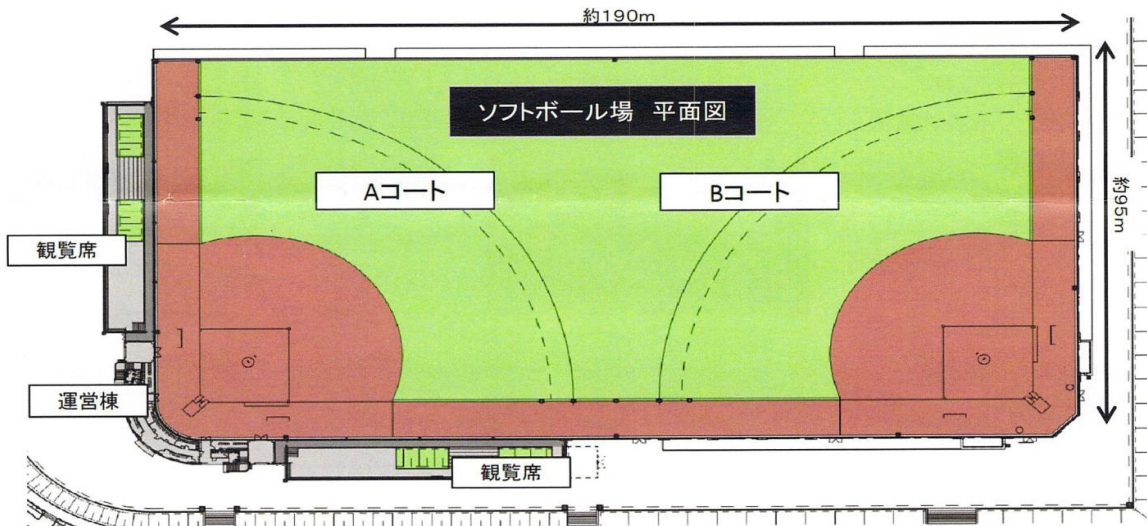 約190m
ソフトボール場 平面図
Aコート
Bコート
約95m
観覧席
運営棟
観覧席